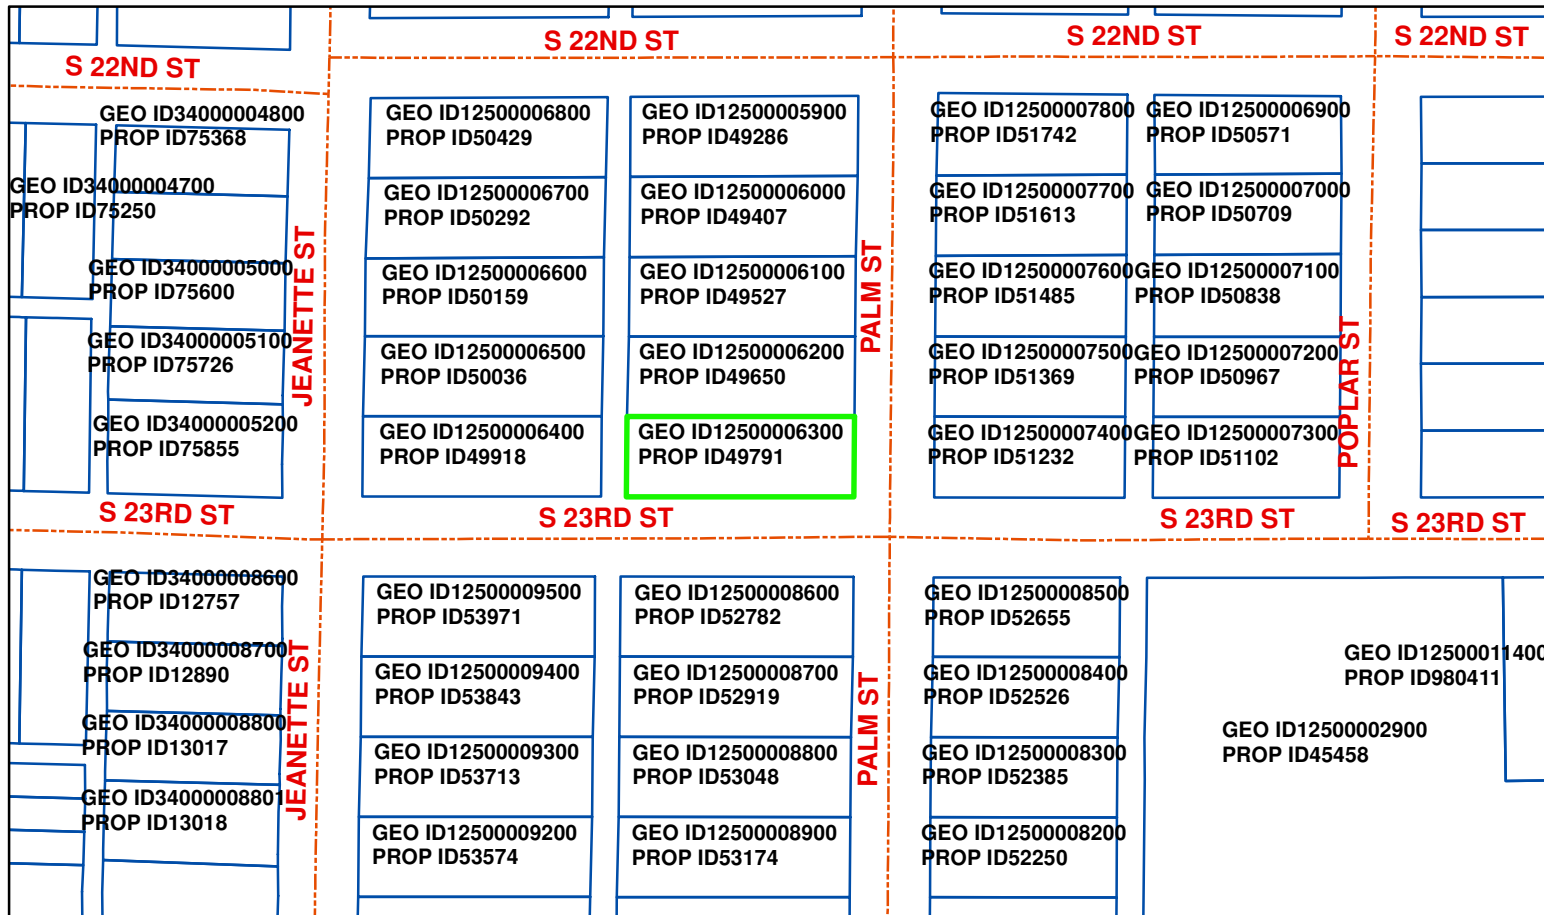 S 22ND ST
S 22ND ST
S 22ND ST
S 22ND ST
GEO ID34000004800
PROP ID75368
GEO ID12500006800
PROP ID50429
GEO ID12500005900
PROP ID49286
GEO ID12500007800
PROP ID51742
GEO ID12500006900
PROP ID50571
GEO ID34000004700
PROP ID75250
GEO ID12500006700
PROP ID50292
GEO ID12500006000
PROP ID49407
GEO ID12500007700
PROP ID51613
GEO ID12500007000
PROP ID50709
GEO ID34000005000
PROP ID75600
JEANETTE ST
GEO ID12500006600
PROP ID50159
GEO ID12500006100
PROP ID49527
PALM ST
GEO ID12500007600
PROP ID51485
GEO ID12500007100
PROP ID50838
GEO ID34000005100
PROP ID75726
GEO ID12500006500
PROP ID50036
GEO ID12500006200
PROP ID49650
GEO ID12500007500
PROP ID51369
GEO ID12500007200
PROP ID50967
POPLAR ST
GEO ID34000005200
PROP ID75855
GEO ID12500006400
PROP ID49918
GEO ID12500006300
PROP ID49791
GEO ID12500007400
PROP ID51232
GEO ID12500007300
PROP ID51102
S 23RD ST
S 23RD ST
S 23RD ST
S 23RD ST
GEO ID34000008600
PROP ID12757
GEO ID12500009500
PROP ID53971
GEO ID12500008600
PROP ID52782
GEO ID12500008500
PROP ID52655
GEO ID34000008700
PROP ID12890
JEANETTE ST
GEO ID12500009400
PROP ID53843
GEO ID12500008700
PROP ID52919
PALM ST
GEO ID12500008400
PROP ID52526
GEO ID12500011400
PROP ID980411
GEO ID34000008800
PROP ID13017
GEO ID12500009300
PROP ID53713
GEO ID12500008800
PROP ID53048
GEO ID12500008300
PROP ID52385
GEO ID12500002900
PROP ID45458
GEO ID34000008801
PROP ID13018
GEO ID12500009200
PROP ID53574
GEO ID12500008900
PROP ID53174
GEO ID12500008200
PROP ID52250